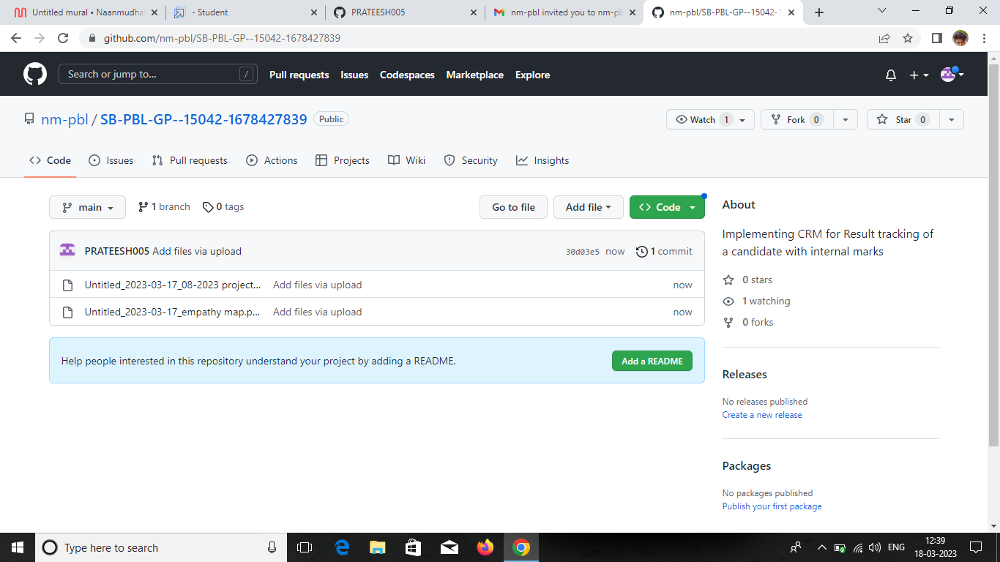 Untitled mural • Naanmudha
- Student
PRATEESH005
nm-pbl invited you to nm-pb
nm-pbl/SB-PBL-GP--15042-1
github.com/nm-pbl/SB-PBL-GP--15042-1678427839
Search or jump to...
/
Pull requests
Issues
Codespaces
Marketplace
Explore
nm-pbl / SB-PBL-GP--15042-1678427839
Public
Watch 1
Fork 0
Star 0
Code
Issues
Pull requests
Actions
Projects
Wiki
Security
Insights
main
1 branch
0 tags
Go to file
Add file
Code
PRATEESH005 Add files via upload
30d03e5 now
1 commit
Untitled_2023-03-17_08-2023 project...
Add files via upload
now
Untitled_2023-03-17_empathy map.p...
Add files via upload
now
Help people interested in this repository understand your project by adding a README.
Add a README
About
Implementing CRM for Result tracking of
a candidate with internal marks
0 stars
1 watching
0 forks
Releases
No releases published
Create a new release
Packages
No packages published
Publish your first package
Type here to search
ENG
12:39
18-03-2023